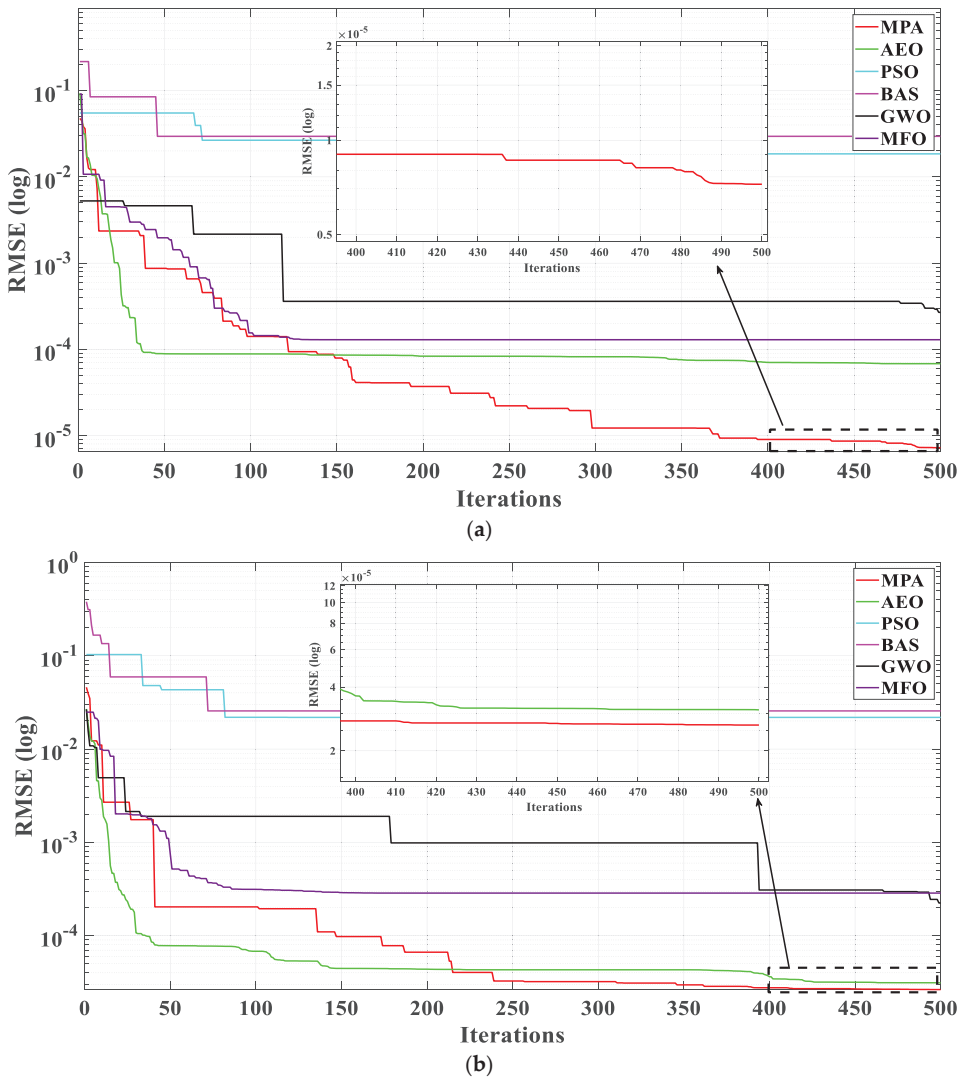 ×10⁻⁵
MPA
AEO
PSO
BAS
GWO
MFO
2
1.5
1
0.5
RMSE (log)
400 410 420 430 440 450 460 470 480 490 500
Iterations
10⁻¹
10⁻²
10⁻³
10⁻⁴
10⁻⁵
RMSE (log)
0 50 100 150 200 250 300 350 400 450 500
Iterations
(a)
×10⁻⁵
MPA
AEO
PSO
BAS
GWO
MFO
12
10
8
6
4
2
RMSE (log)
400 410 420 430 440 450 460 470 480 490 500
Iterations
10⁰
10⁻¹
10⁻²
10⁻³
10⁻⁴
RMSE (log)
0 50 100 150 200 250 300 350 400 450 500
Iterations
(b)